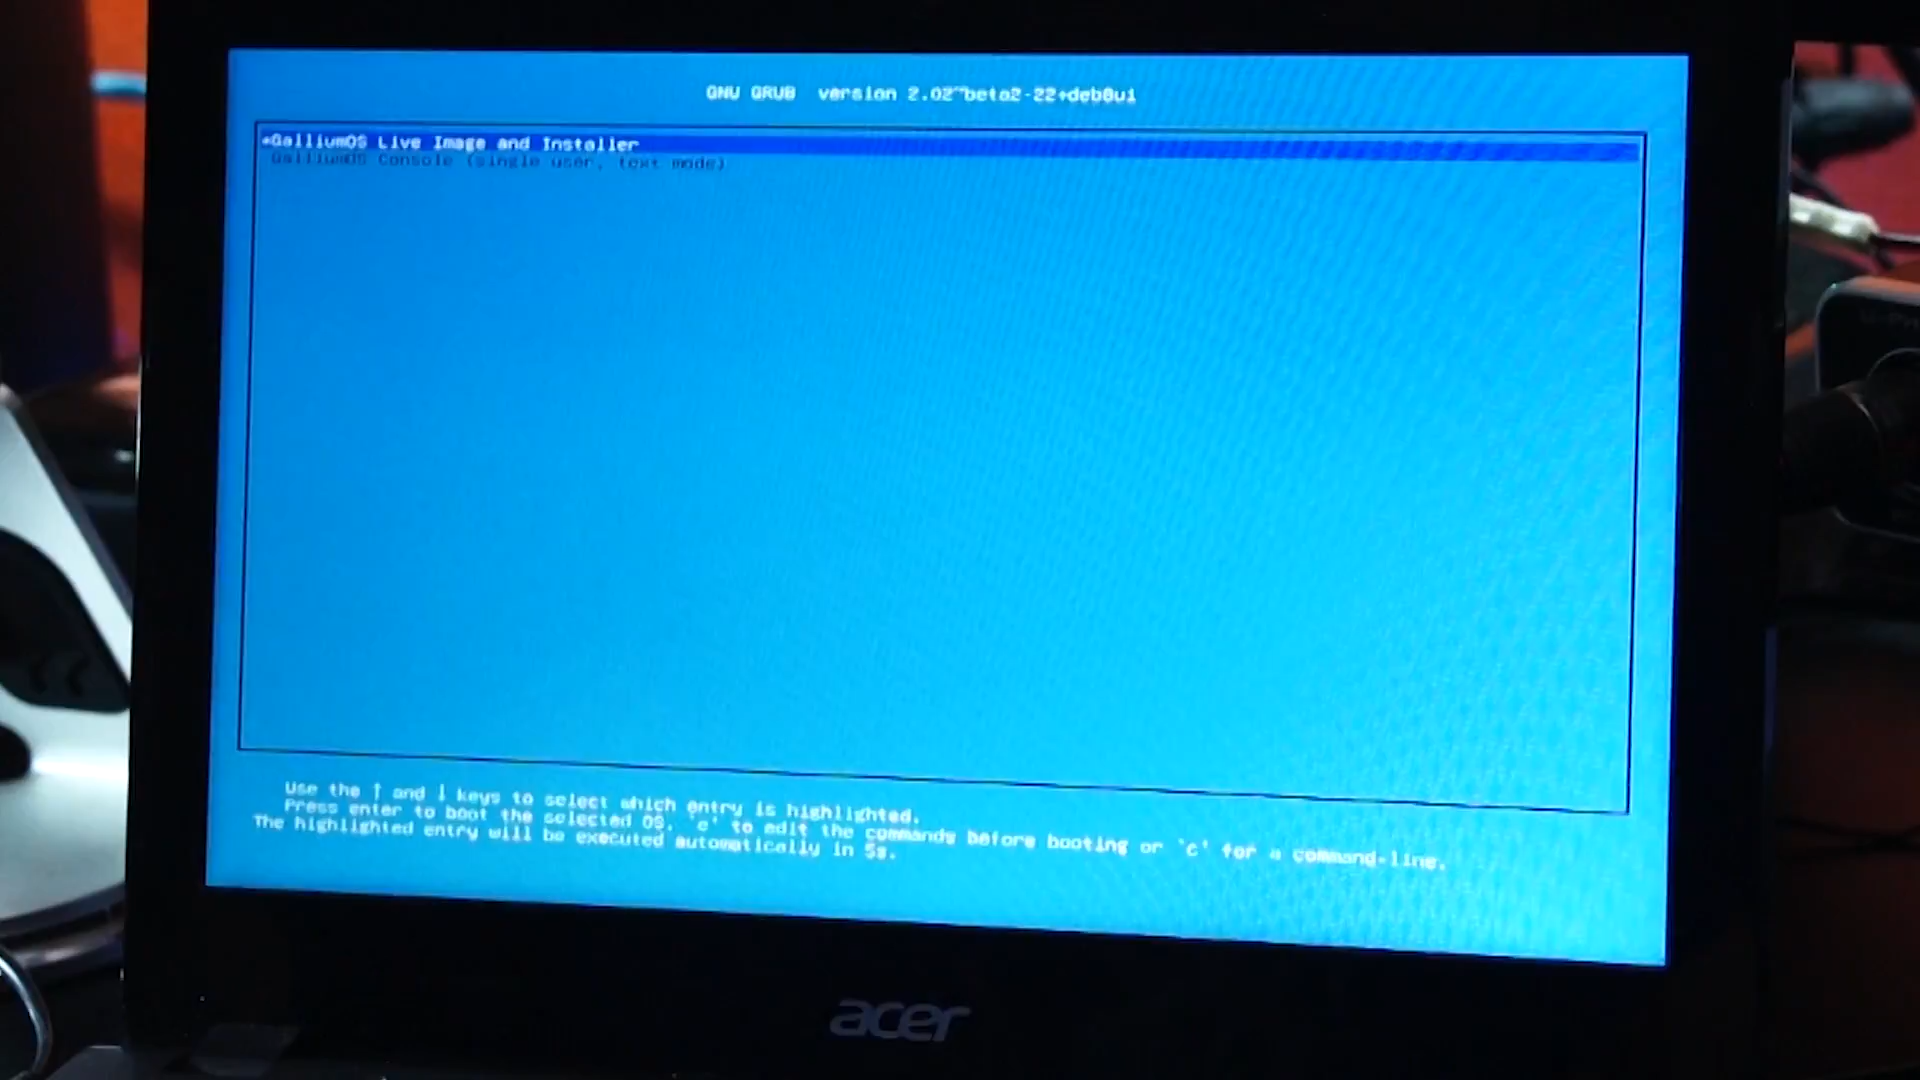 GNU GRUB version 2.02~beta2-22+deb8u1
*GalliumOS Live Image and Installer
GalliumOS Console (single user, text mode)
Use the ↑ and ↓ keys to select which entry is highlighted.
Press enter to boot the selected OS, `e' to edit the commands before booting or `c' for a command-line.
The highlighted entry will be executed automatically in 5s.
acer